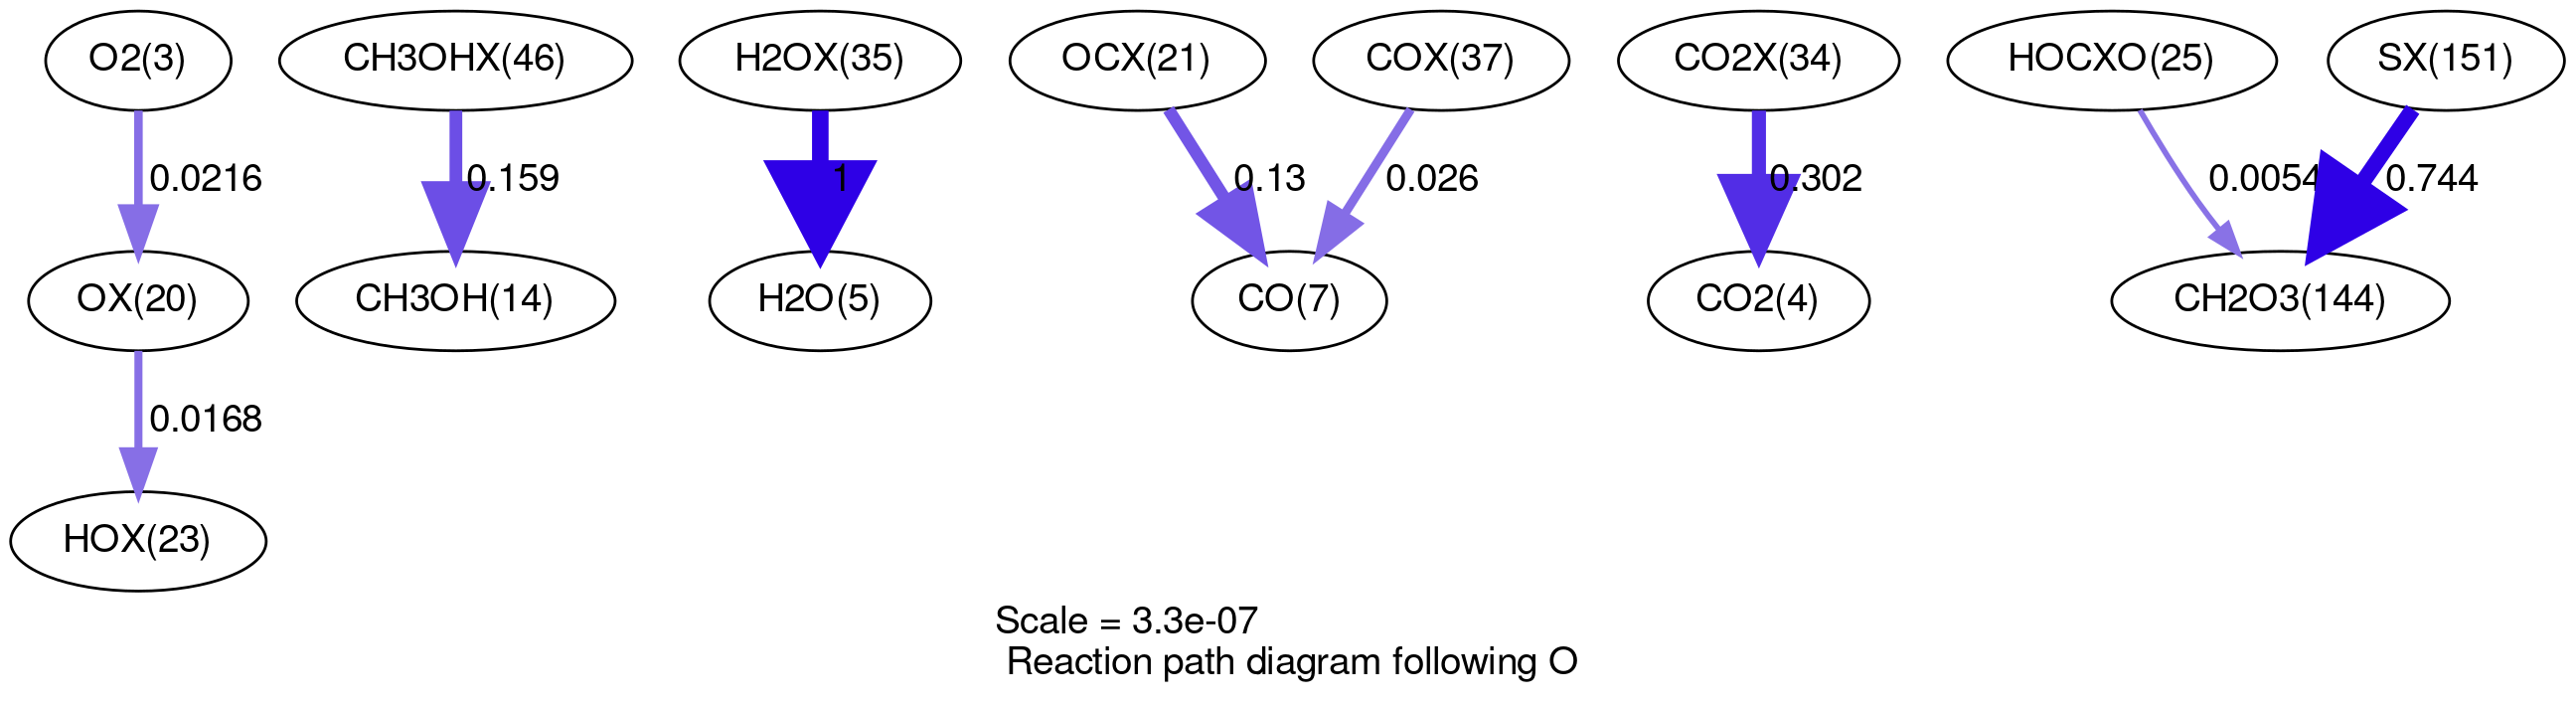 O2(3)
CH3OHX(46)
H2OX(35)
OCX(21)
COX(37)
CO2X(34)
HOCXO(25)
SX(151)
0.0216
0.159
1
0.13
0.026
0.302
0.0054
0.744
OX(20)
CH3OH(14)
H2O(5)
CO(7)
CO2(4)
CH2O3(144)
0.0168
HOX(23)
Scale = 3.3e-07
Reaction path diagram following O